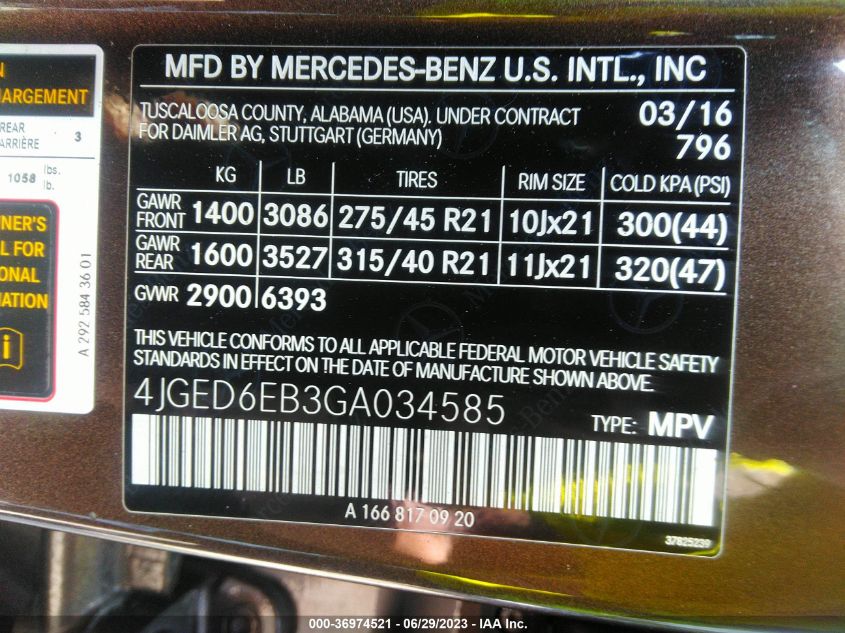 MFD BY MERCEDES-BENZ U.S. INTL., INC
TUSCALOOSA COUNTY, ALABAMA (USA). UNDER CONTRACT
FOR DAIMLER AG, STUTTGART (GERMANY)
03/16
796
KG LB TIRES RIM SIZE COLD KPA (PSI)
GAWR FRONT 1400 3086 275/45 R21 10Jx21 300(44)
GAWR REAR 1600 3527 315/40 R21 11Jx21 320(47)
GVWR 2900 6393
THIS VEHICLE CONFORMS TO ALL APPLICABLE FEDERAL MOTOR VEHICLE SAFETY
STANDARDS IN EFFECT ON THE DATE OF MANUFACTURE SHOWN ABOVE.
4JGED6EB3GA034585
TYPE: MPV
A 166 817 09 20
37825239
REAR 3
1058 lbs.
lb.
FOR
A 292 584 36 01
000-36974521 - 06/29/2023 - IAA Inc.